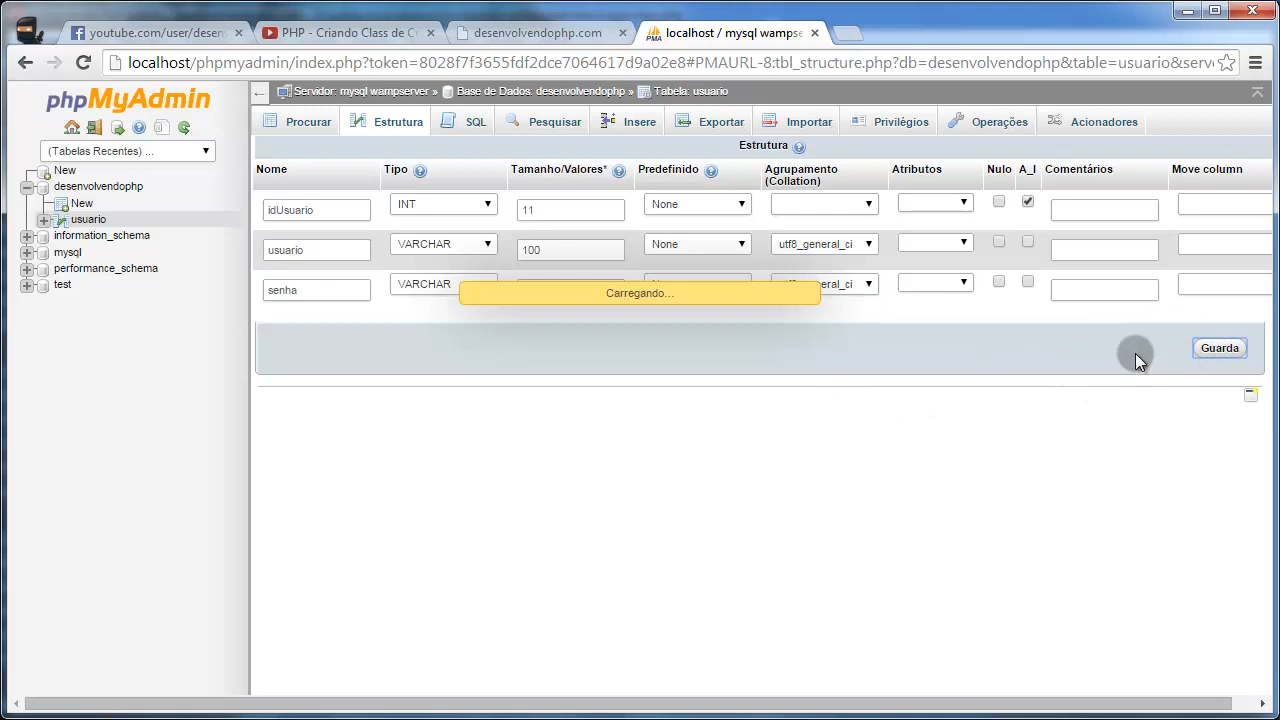 youtube.com/user/desen
PHP - Criando Class de C
desenvolvendophp.com
localhost / mysql wampse
localhost/phpmyadmin/index.php?token=8028f7f3655fdf2dce7064617d9a02e8#PMAURL-8:tbl_structure.php?db=desenvolvendophp&table=usuario&serve
phpMyAdmin
(Tabelas Recentes) ...
New
desenvolvendophp
New
usuario
information_schema
mysql
performance_schema
test
Servidor: mysql wampserver » Base de Dados: desenvolvendophp » Tabela: usuario
Procurar Estrutura SQL Pesquisar Insere Exportar Importar Privilégios Operações Acionadores
Estrutura
Nome Tipo Tamanho/Valores* Predefinido Agrupamento (Collation) Atributos Nulo A_I Comentários Move column
idUsuario INT 11 None
usuario VARCHAR 100 None utf8_general_ci
senha VARCHAR
Carregando...
Guarda